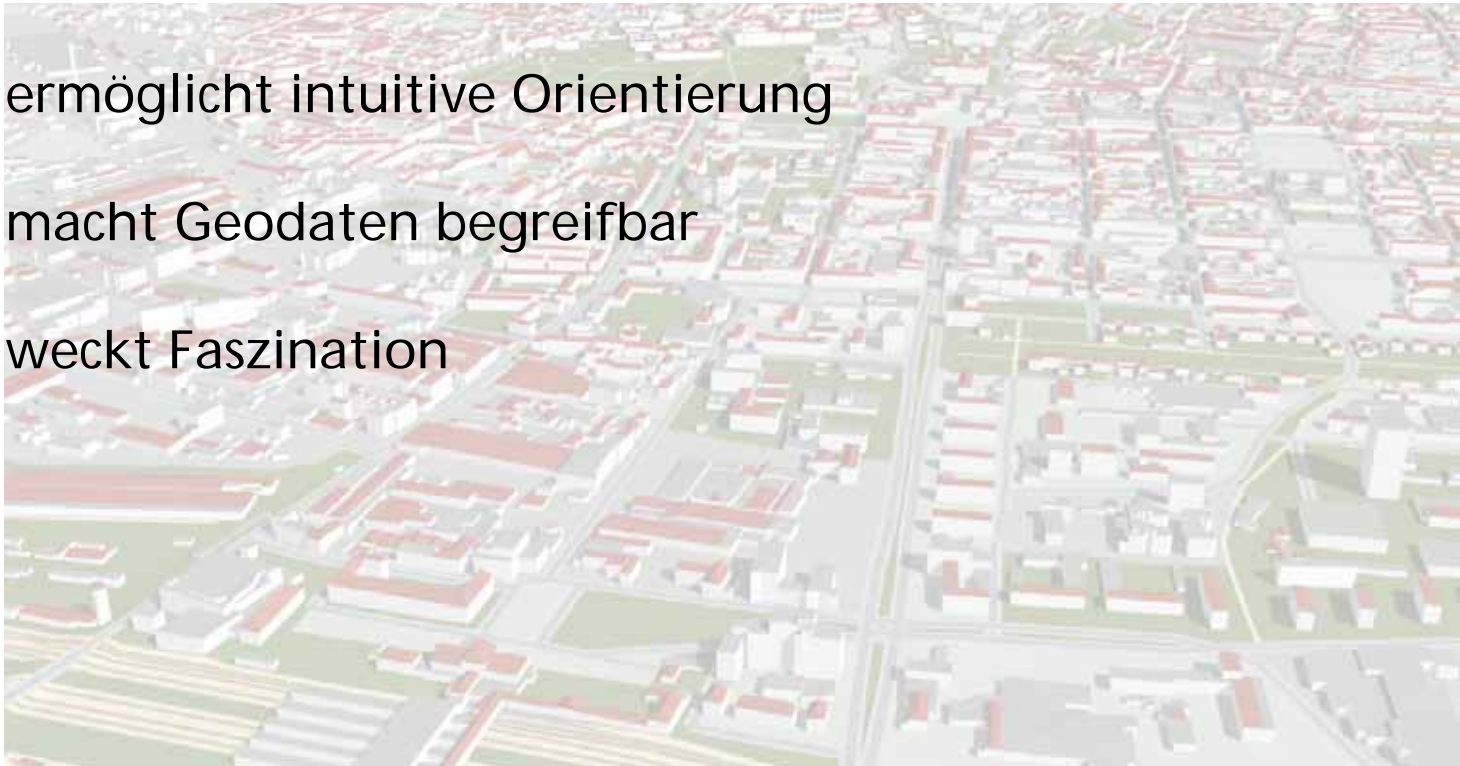 ermöglicht intuitive Orientierung
macht Geodaten begreifbar
weckt Faszination